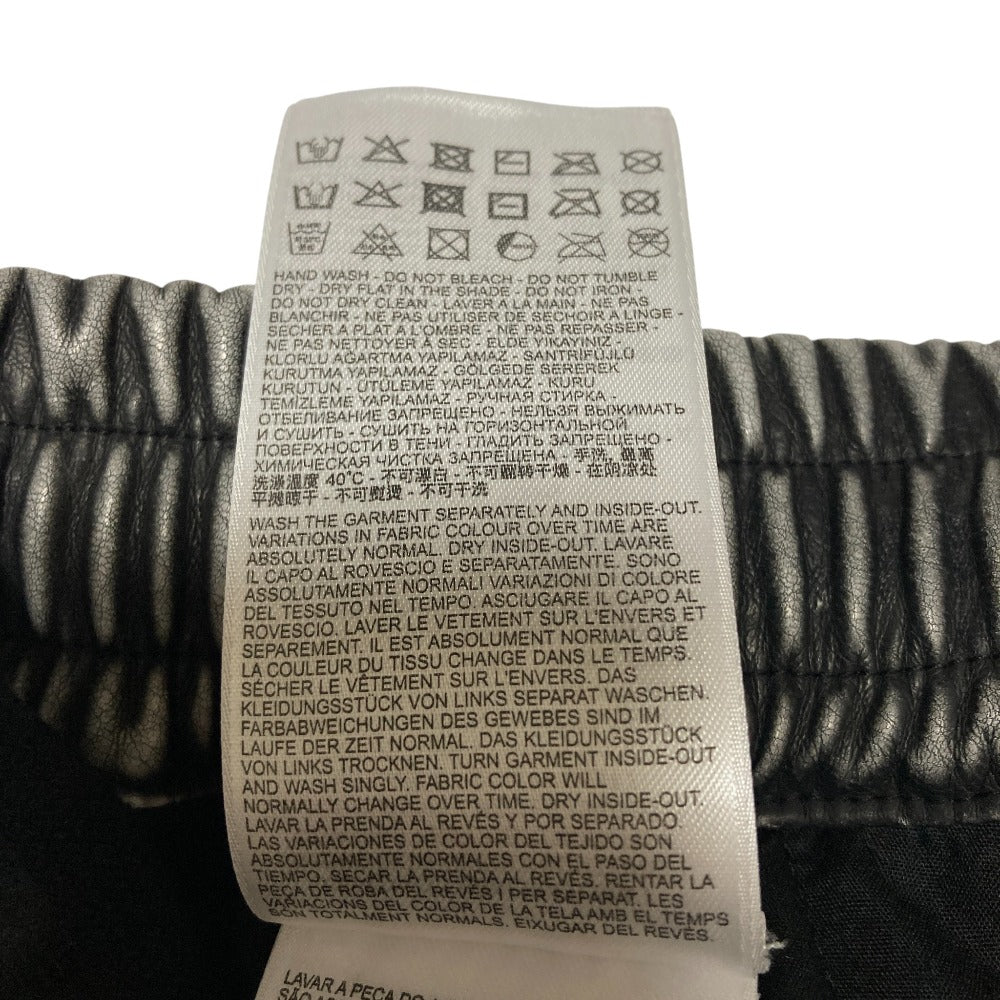 HAND WASH - DO NOT BLEACH - DO NOT TUMBLE
DRY - DRY FLAT IN THE SHADE - DO NOT IRON -
DO NOT DRY CLEAN - LAVER A LA MAIN - NE PAS
BLANCHIR - NE PAS UTILISER DE SECHOIR A LINGE -
SECHER A PLAT A L'OMBRE - NE PAS REPASSER -
NE PAS NETTOYER A SEC - ELDE YIKAYINIZ -
KLORLU AĞARTMA YAPILAMAZ - SANTRİFÜJLÜ
KURUTMA YAPILAMAZ - GÖLGEDE SEREREK
KURUTUN - ÜTÜLEME YAPILAMAZ - KURU
TEMİZLEME YAPILAMAZ - РУЧНАЯ СТИРКА -
ОТБЕЛИВАНИЕ ЗАПРЕЩЕНО - НЕЛЬЗЯ ВЫЖИМАТЬ
И СУШИТЬ - СУШИТЬ НА ГОРИЗОНТАЛЬНОЙ
ПОВЕРХНОСТИ В ТЕНИ - ГЛАДИТЬ ЗАПРЕЩЕНО -
ХИМИЧЕСКАЯ ЧИСТКА ЗАПРЕЩЕНА - 手洗, 最高
洗滌溫度 40°C - 不可漂白 - 不可翻转干燥 - 在阴凉处
平摊晾干 - 不可熨烫 - 不可干洗
WASH THE GARMENT SEPARATELY AND INSIDE-OUT.
VARIATIONS IN FABRIC COLOUR OVER TIME ARE
ABSOLUTELY NORMAL. DRY INSIDE-OUT. LAVARE
IL CAPO AL ROVESCIO E SEPARATAMENTE. SONO
ASSOLUTAMENTE NORMALI VARIAZIONI DI COLORE
DEL TESSUTO NEL TEMPO. ASCIUGARE IL CAPO AL
ROVESCIO. LAVER LE VETEMENT SUR L'ENVERS ET
SEPAREMENT. IL EST ABSOLUMENT NORMAL QUE
LA COULEUR DU TISSU CHANGE DANS LE TEMPS.
SÉCHER LE VÊTEMENT SUR L'ENVERS. DAS
KLEIDUNGSSTÜCK VON LINKS SEPARAT WASCHEN.
FARBABWEICHUNGEN DES GEWEBES SIND IM
LAUFE DER ZEIT NORMAL. DAS KLEIDUNGSSTÜCK
VON LINKS TROCKNEN. TURN GARMENT INSIDE-OUT
AND WASH SINGLY. FABRIC COLOR WILL
NORMALLY CHANGE OVER TIME. DRY INSIDE-OUT.
LAVAR LA PRENDA AL REVÉS Y POR SEPARADO.
LAS VARIACIONES DE COLOR DEL TEJIDO SON
ABSOLUTAMENTE NORMALES CON EL PASO DEL
TIEMPO. SECAR LA PRENDA AL REVÉS. RENTAR LA
PEÇA DE ROBA DEL REVÉS I PER SEPARAT. LES
VARIACIONS DEL COLOR DE LA TELA AMB EL TEMPS
SON TOTALMENT NORMALS. EIXUGAR DEL REVÉS.
LAVAR A PEÇA DO